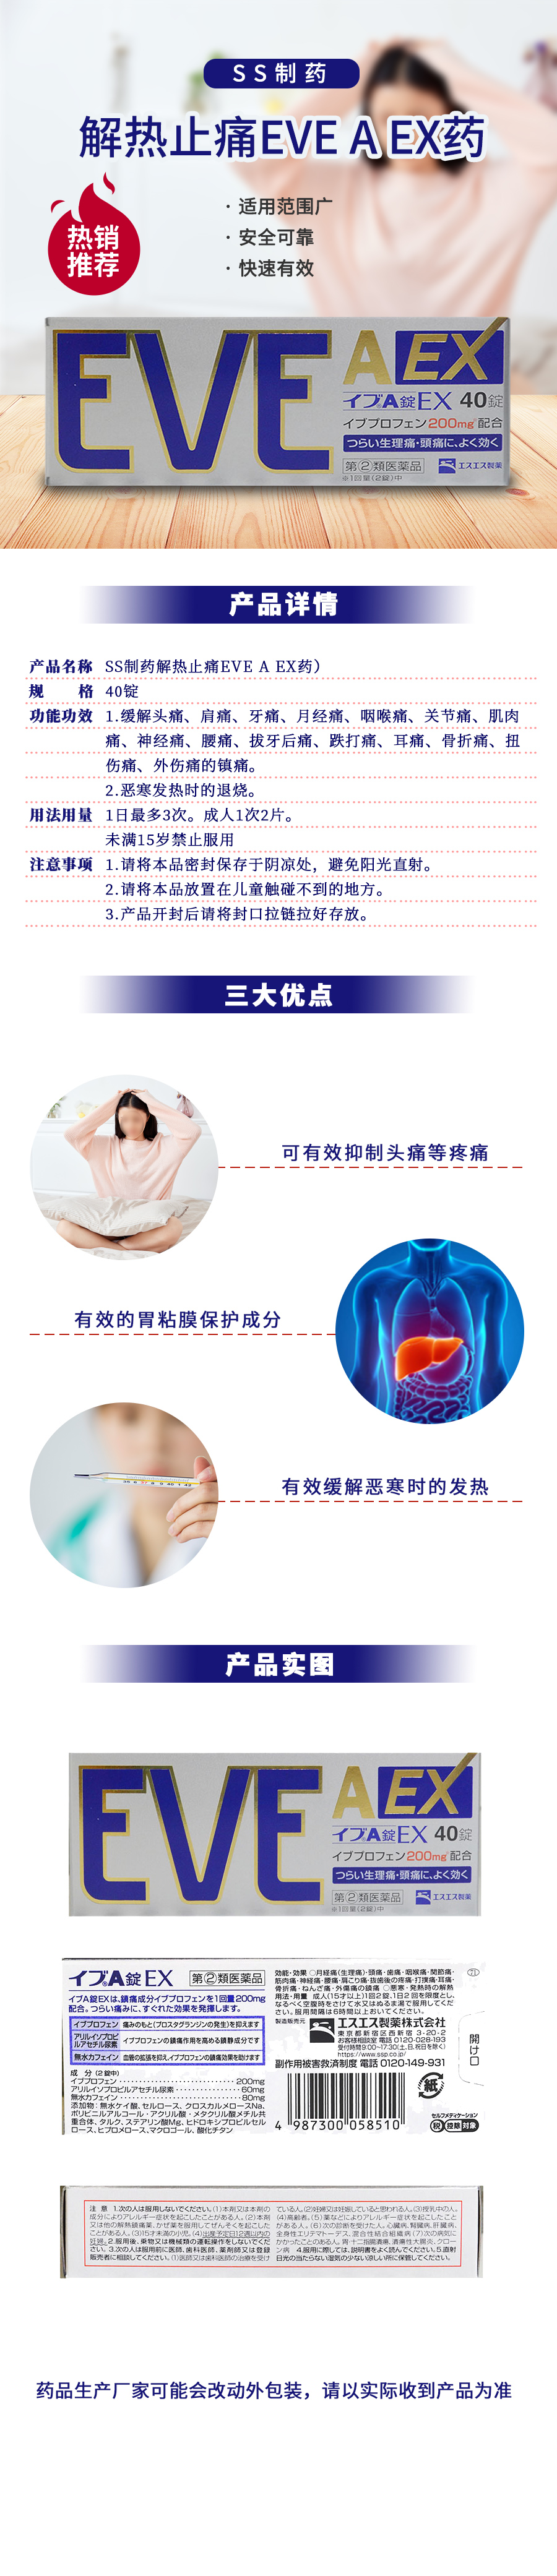 SS制药
解热止痛EVE A EX药
热销
推荐
· 适用范围广
· 安全可靠
· 快速有效
EVE A EX
イブA錠EX 40錠
イブプロフェン200mg※配合
つらい生理痛・頭痛に、よく効く
第②類医薬品
エスエス製薬
※1回量(2錠)中
产品详情
产品名称 SS制药解热止痛EVE A EX药）
规 格 40锭
功能功效 1.缓解头痛、肩痛、牙痛、月经痛、咽喉痛、关节痛、肌肉
痛、神经痛、腰痛、拔牙后痛、跌打痛、耳痛、骨折痛、扭
伤痛、外伤痛的镇痛。
2.恶寒发热时的退烧。
用法用量 1日最多3次。成人1次2片。
未满15岁禁止服用
注意事项 1.请将本品密封保存于阴凉处，避免阳光直射。
2.请将本品放置在儿童触碰不到的地方。
3.产品开封后请将封口拉链拉好存放。
三大优点
可有效抑制头痛等疼痛
有效的胃粘膜保护成分
有效缓解恶寒时的发热
产品实图
EVE A EX
イブA錠EX 40錠
イブプロフェン200mg※配合
つらい生理痛・頭痛に、よく効く
第②類医薬品
エスエス製薬
※1回量(2錠)中
イブA錠EX 第②類医薬品
イブA錠EXは、鎮痛成分イブプロフェンを1回量200mg
配合。つらい痛みに、すぐれた効果を発揮します。
イブプロフェン 痛みのもと(プロスタグランジンの発生)を抑えます
アリルイソプロピルアセチル尿素 イブプロフェンの鎮痛作用を高める鎮静成分です
無水カフェイン 血管の拡張を抑え、イブプロフェンの鎮痛効果を助けます
成 分 (2錠中)
イブプロフェン 200mg
アリルイソプロピルアセチル尿素 60mg
無水カフェイン 80mg
添加物:無水ケイ酸、セルロース、クロスカルメロースNa、
ポリビニルアルコール・アクリル酸・メタクリル酸メチル共
重合体、タルク、ステアリン酸Mg、ヒドロキシプロピルセル
ロース、ヒプロメロース、マクロゴール、酸化チタン
効能・効果 ○月経痛(生理痛)・頭痛・歯痛・咽喉痛・関節痛・
筋肉痛・神経痛・腰痛・肩こり痛・抜歯後の疼痛・打撲痛・耳痛・
骨折痛・ねんざ痛・外傷痛の鎮痛 ○悪寒・発熱時の解熱
用法・用量 成人(15才以上)1回2錠、1日2回を限度とし、
なるべく空腹時をさけて水又はぬるま湯で服用してくだ
さい。服用間隔は6時間以上おいてください。
製造販売元 エスエス製薬株式会社
東京都新宿区西新宿 3-20-2
お客様相談室 電話 0120-028-193
受付時間9:00~17:30(土、日、祝日を除く)
https://www.ssp.co.jp/
副作用被害救済制度 電話 0120-149-931
4 987300 058510
紙
開け口
セルフメディケーション
税 控除 対象
注 意 1.次の人は服用しないでください。(1)本剤又は本剤の
成分によりアレルギー症状を起こしたことがある人。(2)本剤
又は他の解熱鎮痛薬、かぜ薬を服用してぜんそくを起こした
ことがある人。(3)15才未満の小児。(4)出産予定日12週以内の
妊婦。2.服用後、乗物又は機械類の運転操作をしないでくだ
さい。3.次の人は服用前に医師、歯科医師、薬剤師又は登録
販売者に相談してください。(1)医師又は歯科医師の治療を受け
ている人。(2)妊婦又は妊娠していると思われる人。(3)授乳中の人。
(4)高齢者。(5)薬などによりアレルギー症状を起こしたこと
がある人。(6)次の診断を受けた人。心臓病、腎臓病、肝臓病、
全身性エリテマトーデス、混合性結合組織病 (7)次の病気に
かかったことのある人。胃・十二指腸潰瘍、潰瘍性大腸炎、クロー
ン病 4.服用に際しては、説明書をよく読んでください。5.直射
日光の当たらない湿気の少ない涼しい所に保管してください。
药品生产厂家可能会改动外包装，请以实际收到产品为准